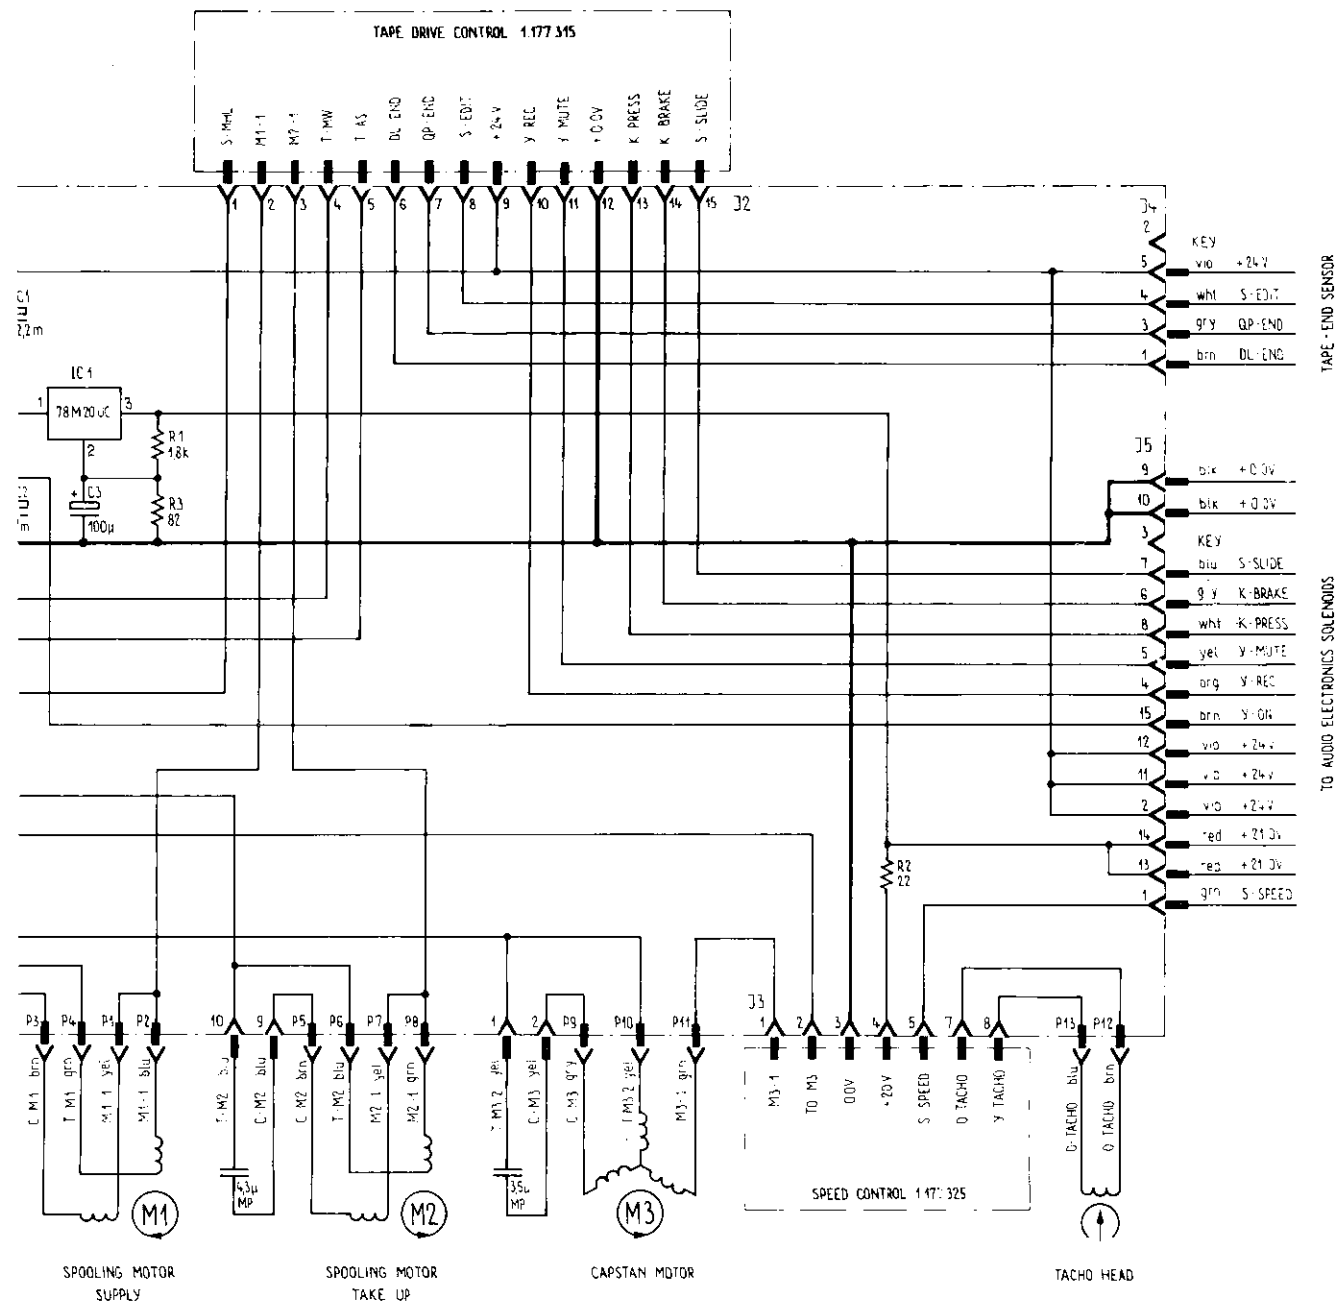 TAPE DRIVE CONTROL 1.177.315
S-MHL
M1-1
M2-1
T-MW
T-AS
DL-END
QP-END
S-EDIT
+24V
Y-REC
Y-MUTE
+0.0V
K-PRESS
K-BRAKE
S-SLIDE
1
2
3
4
5
6
7
8
9
10
11
12
13
14
15
J2
J4
2
KEY
5 vio +24V
4 wht S-EDIT
3 gry QP-END
1 brn DL-END
TAPE-END SENSOR
C1
2,2m
IC1
1
78M20UC
3
2
R1
1,8k
R3
82
+ C3
100µ
J5
9 blk +0.0V
10 blk +0.0V
3 KEY
7 blu S-SLIDE
6 gry K-BRAKE
8 wht K-PRESS
5 yel Y-MUTE
4 org Y-REC
15 brn Y-ON
12 vio +24V
11 vio +24V
2 vio +24V
14 red +21.0V
13 red +21.0V
1 grn S-SPEED
TO AUDIO ELECTRONICS SOLENOIDS
R2
22
J3
P3
P4
P1
P2
10
9
P5
P6
P7
P8
1
2
P9
P10
P11
1
2
3
4
5
7
8
P13
P12
C-M1 brn
T-M1 grn
M1-1 yel
M1-1 blu
T-M2 blu
C-M2 blu
C-M2 brn
T-M2 blu
M2-1 yel
M2-1 grn
T-M3.2 yel
C-M3 yel
C-M3 gry
T-M3.2 yel
M3-1 grn
M3-1
TO M3
0.0V
+20V
S-SPEED
0-TACHO
Y-TACHO
0-TACHO blu
0-TACHO brn
4,3µ
MP
3,5µ
MP
M1
M2
M3
SPEED CONTROL 1.177.325
SPOOLING MOTOR
SUPPLY
SPOOLING MOTOR
TAKE UP
CAPSTAN MOTOR
TACHO HEAD